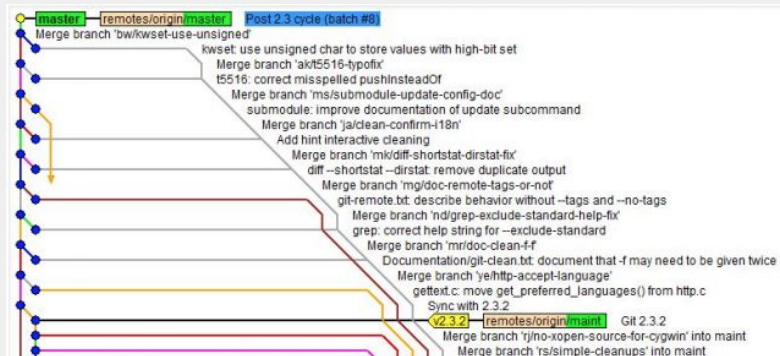 master remotes/origin/master Post 2.3 cycle (batch #8)
Merge branch 'bw/kwset-use-unsigned'
kwset: use unsigned char to store values with high-bit set
Merge branch 'ak/t5516-typofix'
t5516: correct misspelled pushInsteadOf
Merge branch 'ms/submodule-update-config-doc'
submodule: improve documentation of update subcommand
Merge branch 'ja/clean-confirm-i18n'
Add hint interactive cleaning
Merge branch 'mk/diff-shortstat-dirstat-fix'
diff --shortstat --dirstat: remove duplicate output
Merge branch 'mg/doc-remote-tags-or-not'
git-remote.txt: describe behavior without --tags and --no-tags
Merge branch 'nd/grep-exclude-standard-help-fix'
grep: correct help string for --exclude-standard
Merge branch 'mr/doc-clean-f-f'
Documentation/git-clean.txt: document that -f may need to be given twice
Merge branch 'ye/http-accept-language'
gettext.c: move get_preferred_languages() from http.c
Sync with 2.3.2
v2.3.2 remotes/origin/maint Git 2.3.2
Merge branch 'rj/no-xopen-source-for-cygwin' into maint
Merge branch 'rs/simple-cleanups' into maint